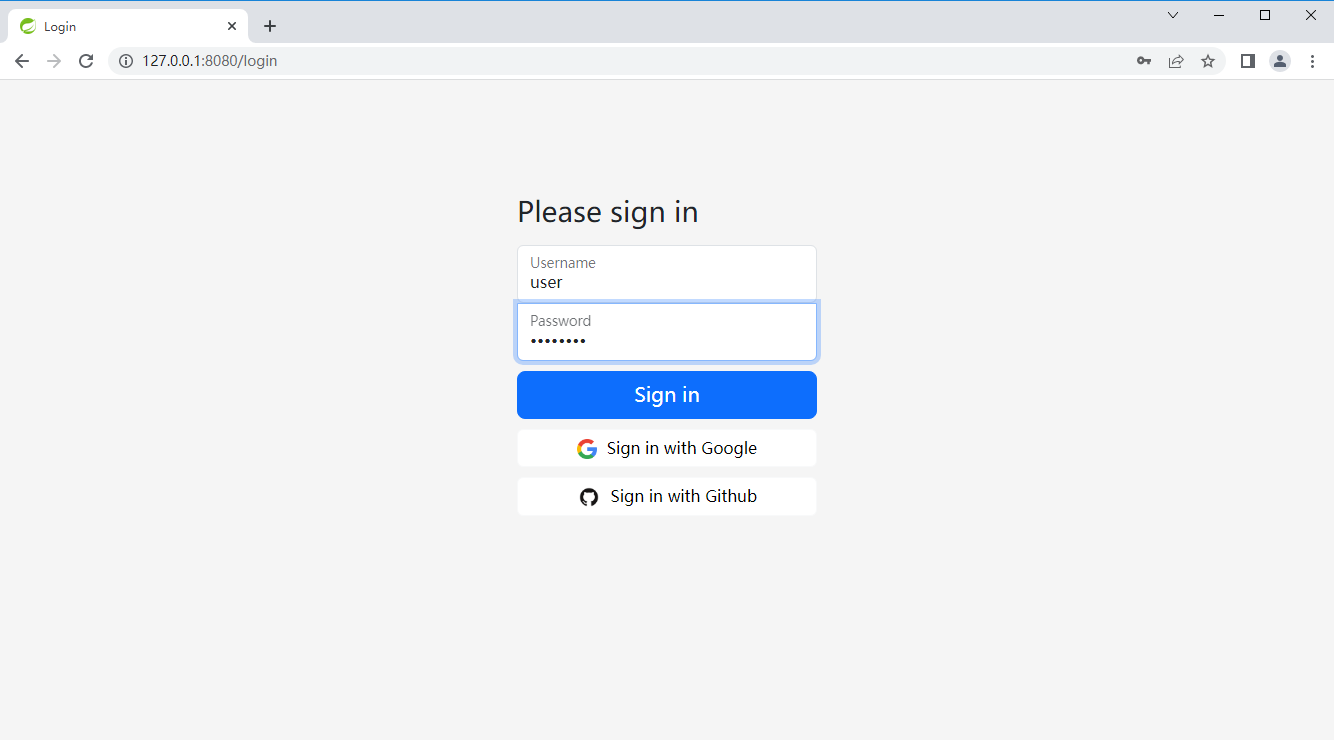 Login
127.0.0.1:8080/login
Please sign in
Username
user
Password
••••••••
Sign in
Sign in with Google
Sign in with Github